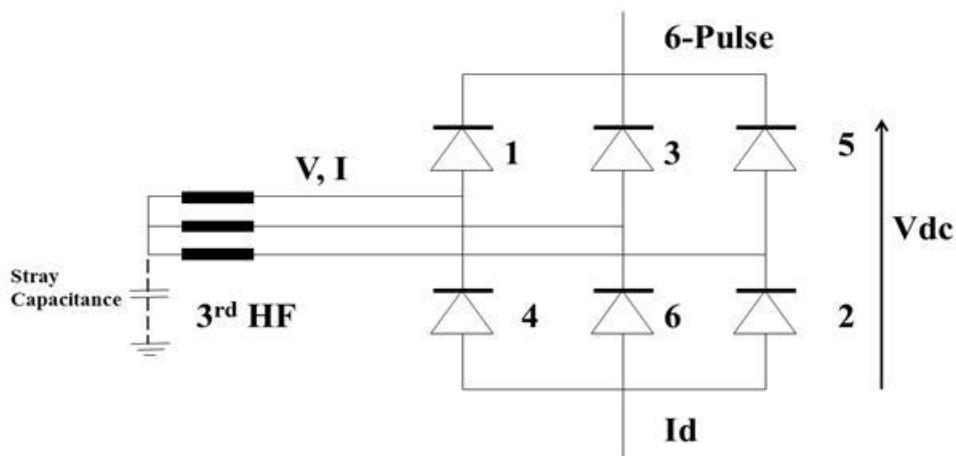 6-Pulse
1
3
5
V, I
Vdc
Stray
Capacitance
3rd HF
4
6
2
Id